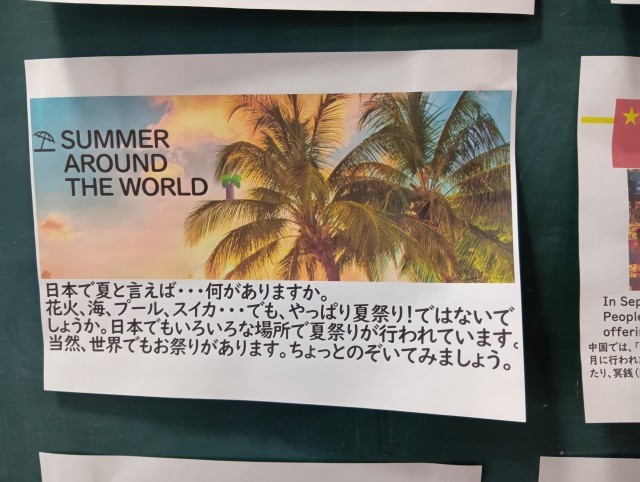 SUMMER
AROUND
THE WORLD
日本で夏と言えば・・・何がありますか。
花火、海、プール、スイカ・・・でも、やっぱり夏祭り！ではないで
しょうか。日本でもいろいろな場所で夏祭りが行われています。
当然、世界でもお祭りがあります。ちょっとのぞいてみましょう。
In Sep
People
offerin
中国では、「
月に行われ
たり、冥銭（